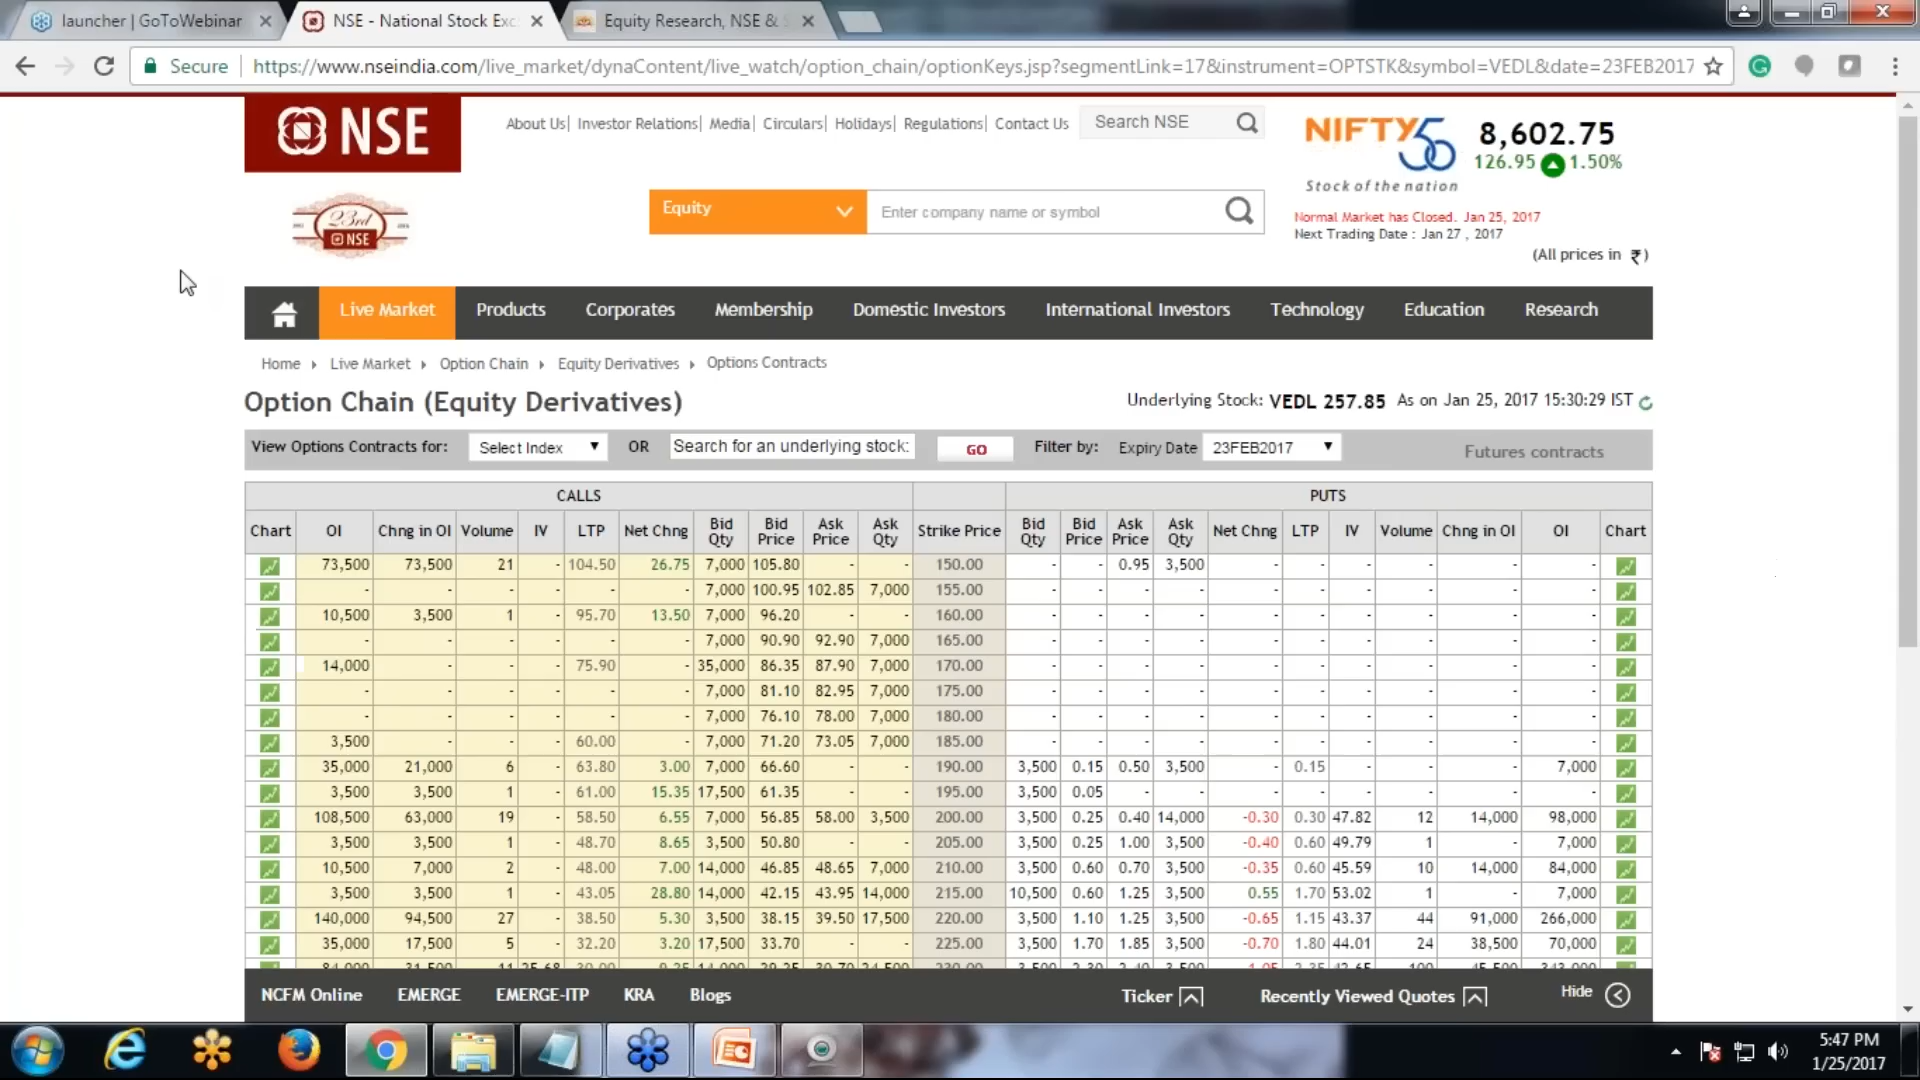 launcher | GoToWebinar
NSE - National Stock Exc
Equity Research, NSE &
Secure
https://www.nseindia.com/live_market/dynaContent/live_watch/option_chain/optionKeys.jsp?segmentLink=17&instrument=OPTSTK&symbol=VEDL&date=23FEB2017
NSE
About Us| Investor Relations| Media| Circulars| Holidays| Regulations| Contact Us
Search NSE
NIFTY50
Stock of the nation
8,602.75
126.95 1.50%
23rd
NSE
Equity
Enter company name or symbol
Normal Market has Closed. Jan 25, 2017
Next Trading Date : Jan 27 , 2017
(All prices in ₹)
Live Market Products Corporates Membership Domestic Investors International Investors Technology Education Research
Home Live Market Option Chain Equity Derivatives Options Contracts
Option Chain (Equity Derivatives)
Underlying Stock: VEDL 257.85 As on Jan 25, 2017 15:30:29 IST
View Options Contracts for: Select Index OR Search for an underlying stock: GO Filter by: Expiry Date 23FEB2017 Futures contracts
CALLS PUTS
Chart OI Chng in OI Volume IV LTP Net Chng Bid Qty Bid Price Ask Price Ask Qty Strike Price Bid Qty Bid Price Ask Price Ask Qty Net Chng LTP IV Volume Chng in OI OI Chart
73,500 73,500 21 - 104.50 26.75 7,000 105.80 - - 150.00 - - 0.95 3,500 - - - - - -
- - - - - - 7,000 100.95 102.85 7,000 155.00 - - - - - - - - - -
10,500 3,500 1 - 95.70 13.50 7,000 96.20 - - 160.00 - - - - - - - - - -
- - - - - - 7,000 90.90 92.90 7,000 165.00 - - - - - - - - - -
14,000 - - - 75.90 - 35,000 86.35 87.90 7,000 170.00 - - - - - - - - - -
- - - - - - 7,000 81.10 82.95 7,000 175.00 - - - - - - - - - -
- - - - - - 7,000 76.10 78.00 7,000 180.00 - - - - - - - - - -
3,500 - - - 60.00 - 7,000 71.20 73.05 7,000 185.00 - - - - - - - - - -
35,000 21,000 6 - 63.80 3.00 7,000 66.60 - - 190.00 3,500 0.15 0.50 3,500 - 0.15 - - - 7,000
3,500 3,500 1 - 61.00 15.35 17,500 61.35 - - 195.00 3,500 0.05 - - - - - - - -
108,500 63,000 19 - 58.50 6.55 7,000 56.85 58.00 3,500 200.00 3,500 0.25 0.40 14,000 -0.30 0.30 47.82 12 14,000 98,000
3,500 3,500 1 - 48.70 8.65 3,500 50.80 - - 205.00 3,500 0.25 1.00 3,500 -0.40 0.60 49.79 1 - 7,000
10,500 7,000 2 - 48.00 7.00 14,000 46.85 48.65 7,000 210.00 3,500 0.60 0.70 3,500 -0.35 0.60 45.59 10 14,000 84,000
3,500 3,500 1 - 43.05 28.80 14,000 42.15 43.95 14,000 215.00 10,500 0.60 1.25 3,500 0.55 1.70 53.02 1 - 7,000
140,000 94,500 27 - 38.50 5.30 3,500 38.15 39.50 17,500 220.00 3,500 1.10 1.25 3,500 -0.65 1.15 43.37 44 91,000 266,000
35,000 17,500 5 - 32.20 3.20 17,500 33.70 - - 225.00 3,500 1.70 1.85 3,500 -0.70 1.80 44.01 24 38,500 70,000
NCFM Online EMERGE EMERGE-ITP KRA Blogs Ticker Recently Viewed Quotes Hide
5:47 PM
1/25/2017